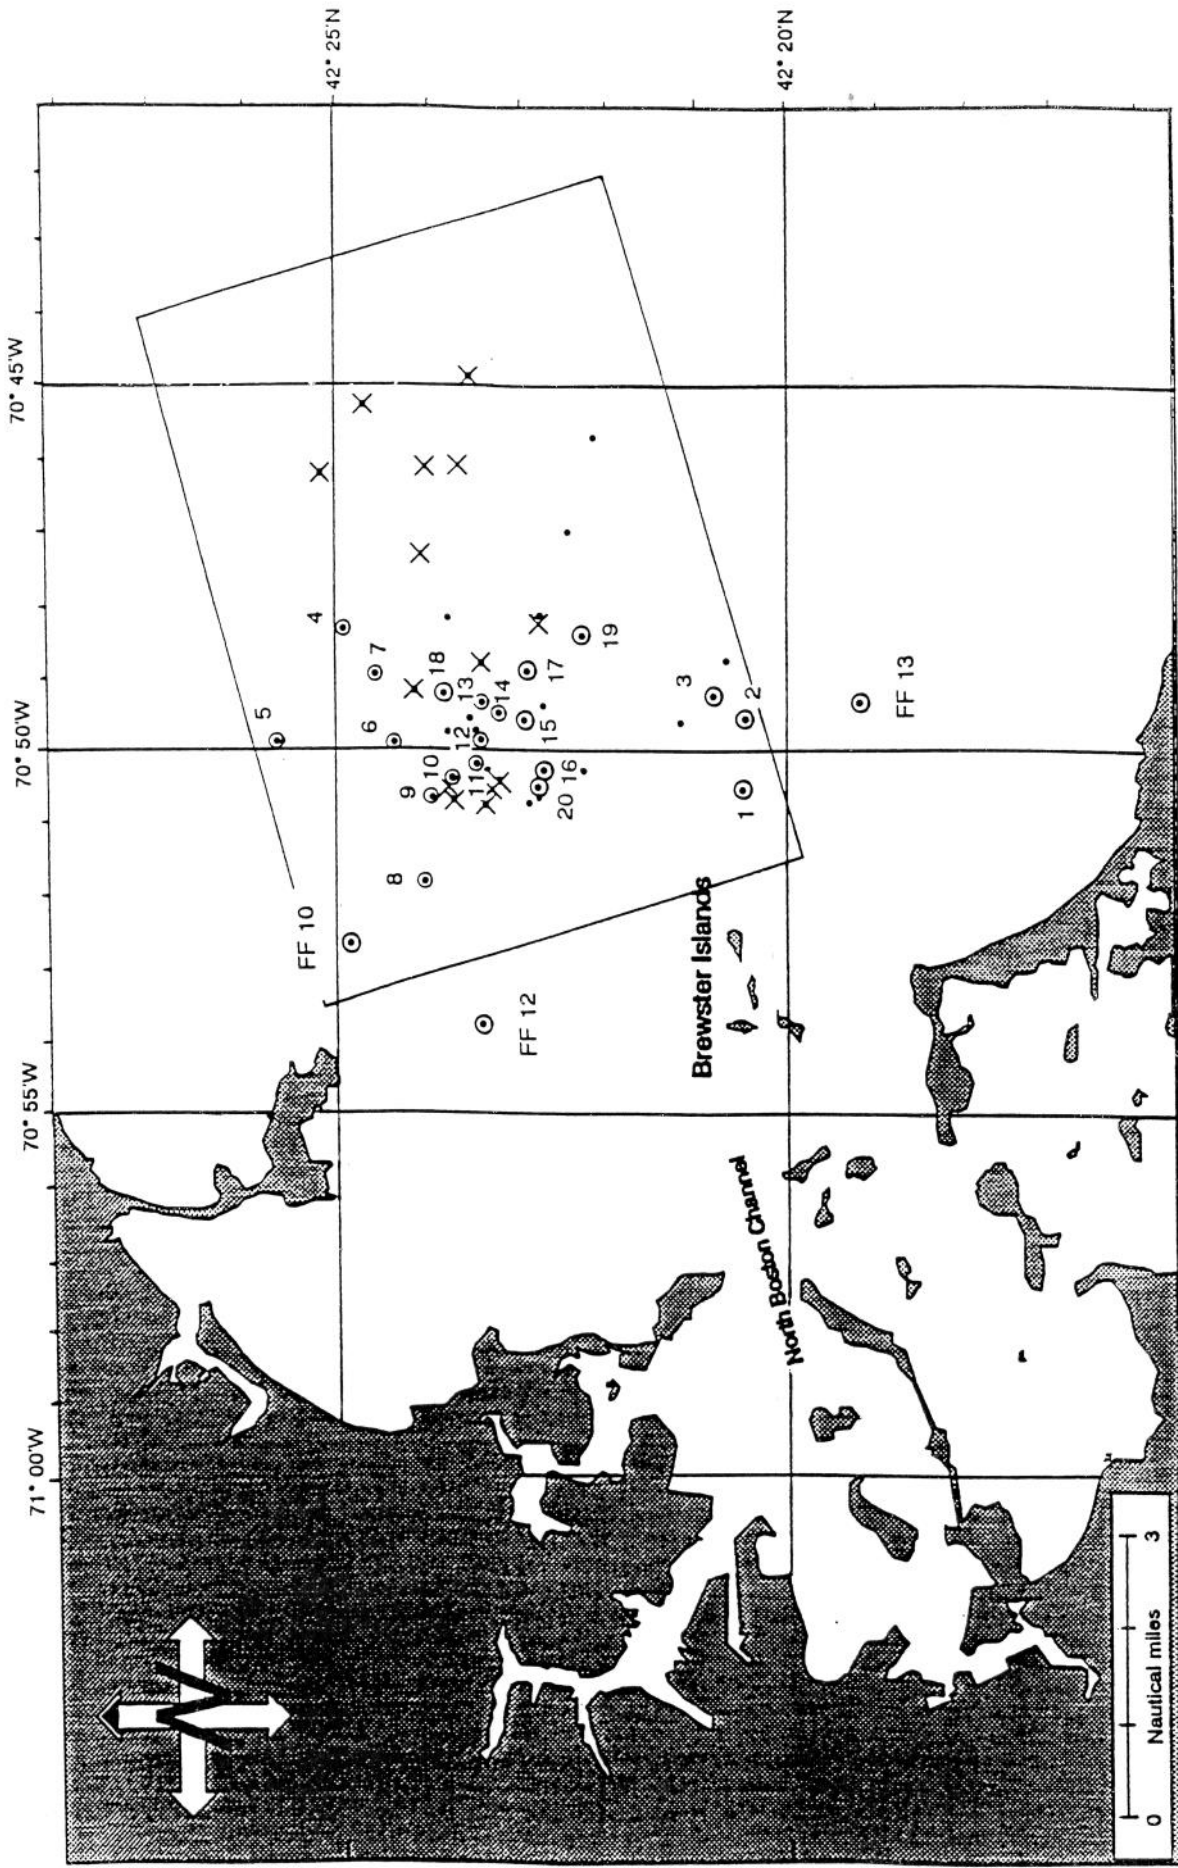 71° 00'W
70° 55'W
70° 50'W
70° 45'W
42° 25'N
42° 20'N
N
5
4
7
6
18
13
14
12
10
9
11
8
17
19
15
16
20
3
2
1
FF 10
FF 12
FF 13
Brewster Islands
North Boston Channel
0 Nautical miles 3